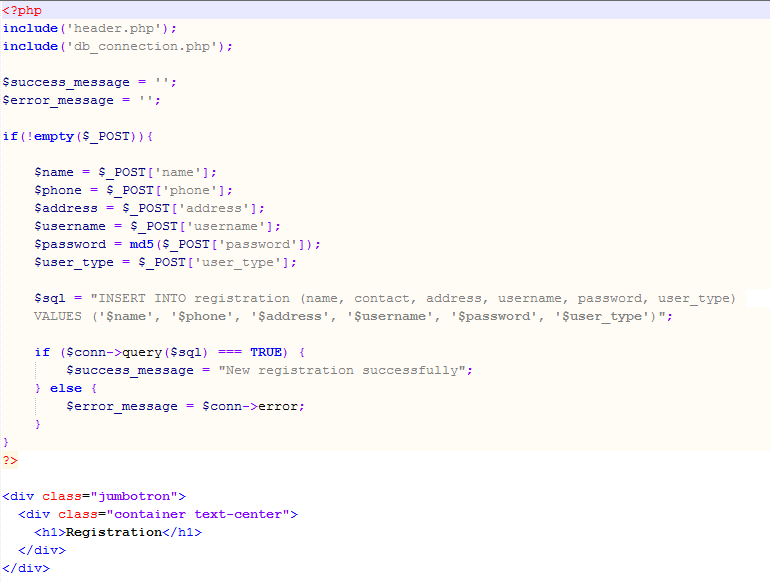 <?php
include('header.php');
include('db_connection.php');
$success_message = '';
$error_message = '';
if(!empty($_POST)){
$name = $_POST['name'];
$phone = $_POST['phone'];
$address = $_POST['address'];
$username = $_POST['username'];
$password = md5($_POST['password']);
$user_type = $_POST['user_type'];
$sql = "INSERT INTO registration (name, contact, address, username, password, user_type)
VALUES ('$name', '$phone', '$address', '$username', '$password', '$user_type')";
if ($conn->query($sql) === TRUE) {
$success_message = "New registration successfully";
} else {
$error_message = $conn->error;
}
}
?>
<div class="jumbotron">
<div class="container text-center">
<h1>Registration</h1>
</div>
</div>